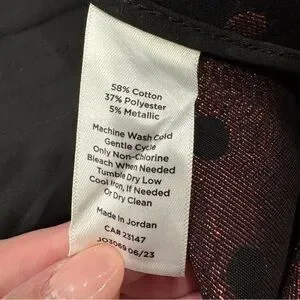 58% Cotton
37% Polyester
5% Metallic
Machine Wash Cold
Gentle Cycle
Only Non-Chlorine
Bleach When Needed
Tumble Dry Low
Cool Iron, If Needed
Or Dry Clean
Made in Jordan
CA# 23147
JO3069 06/23